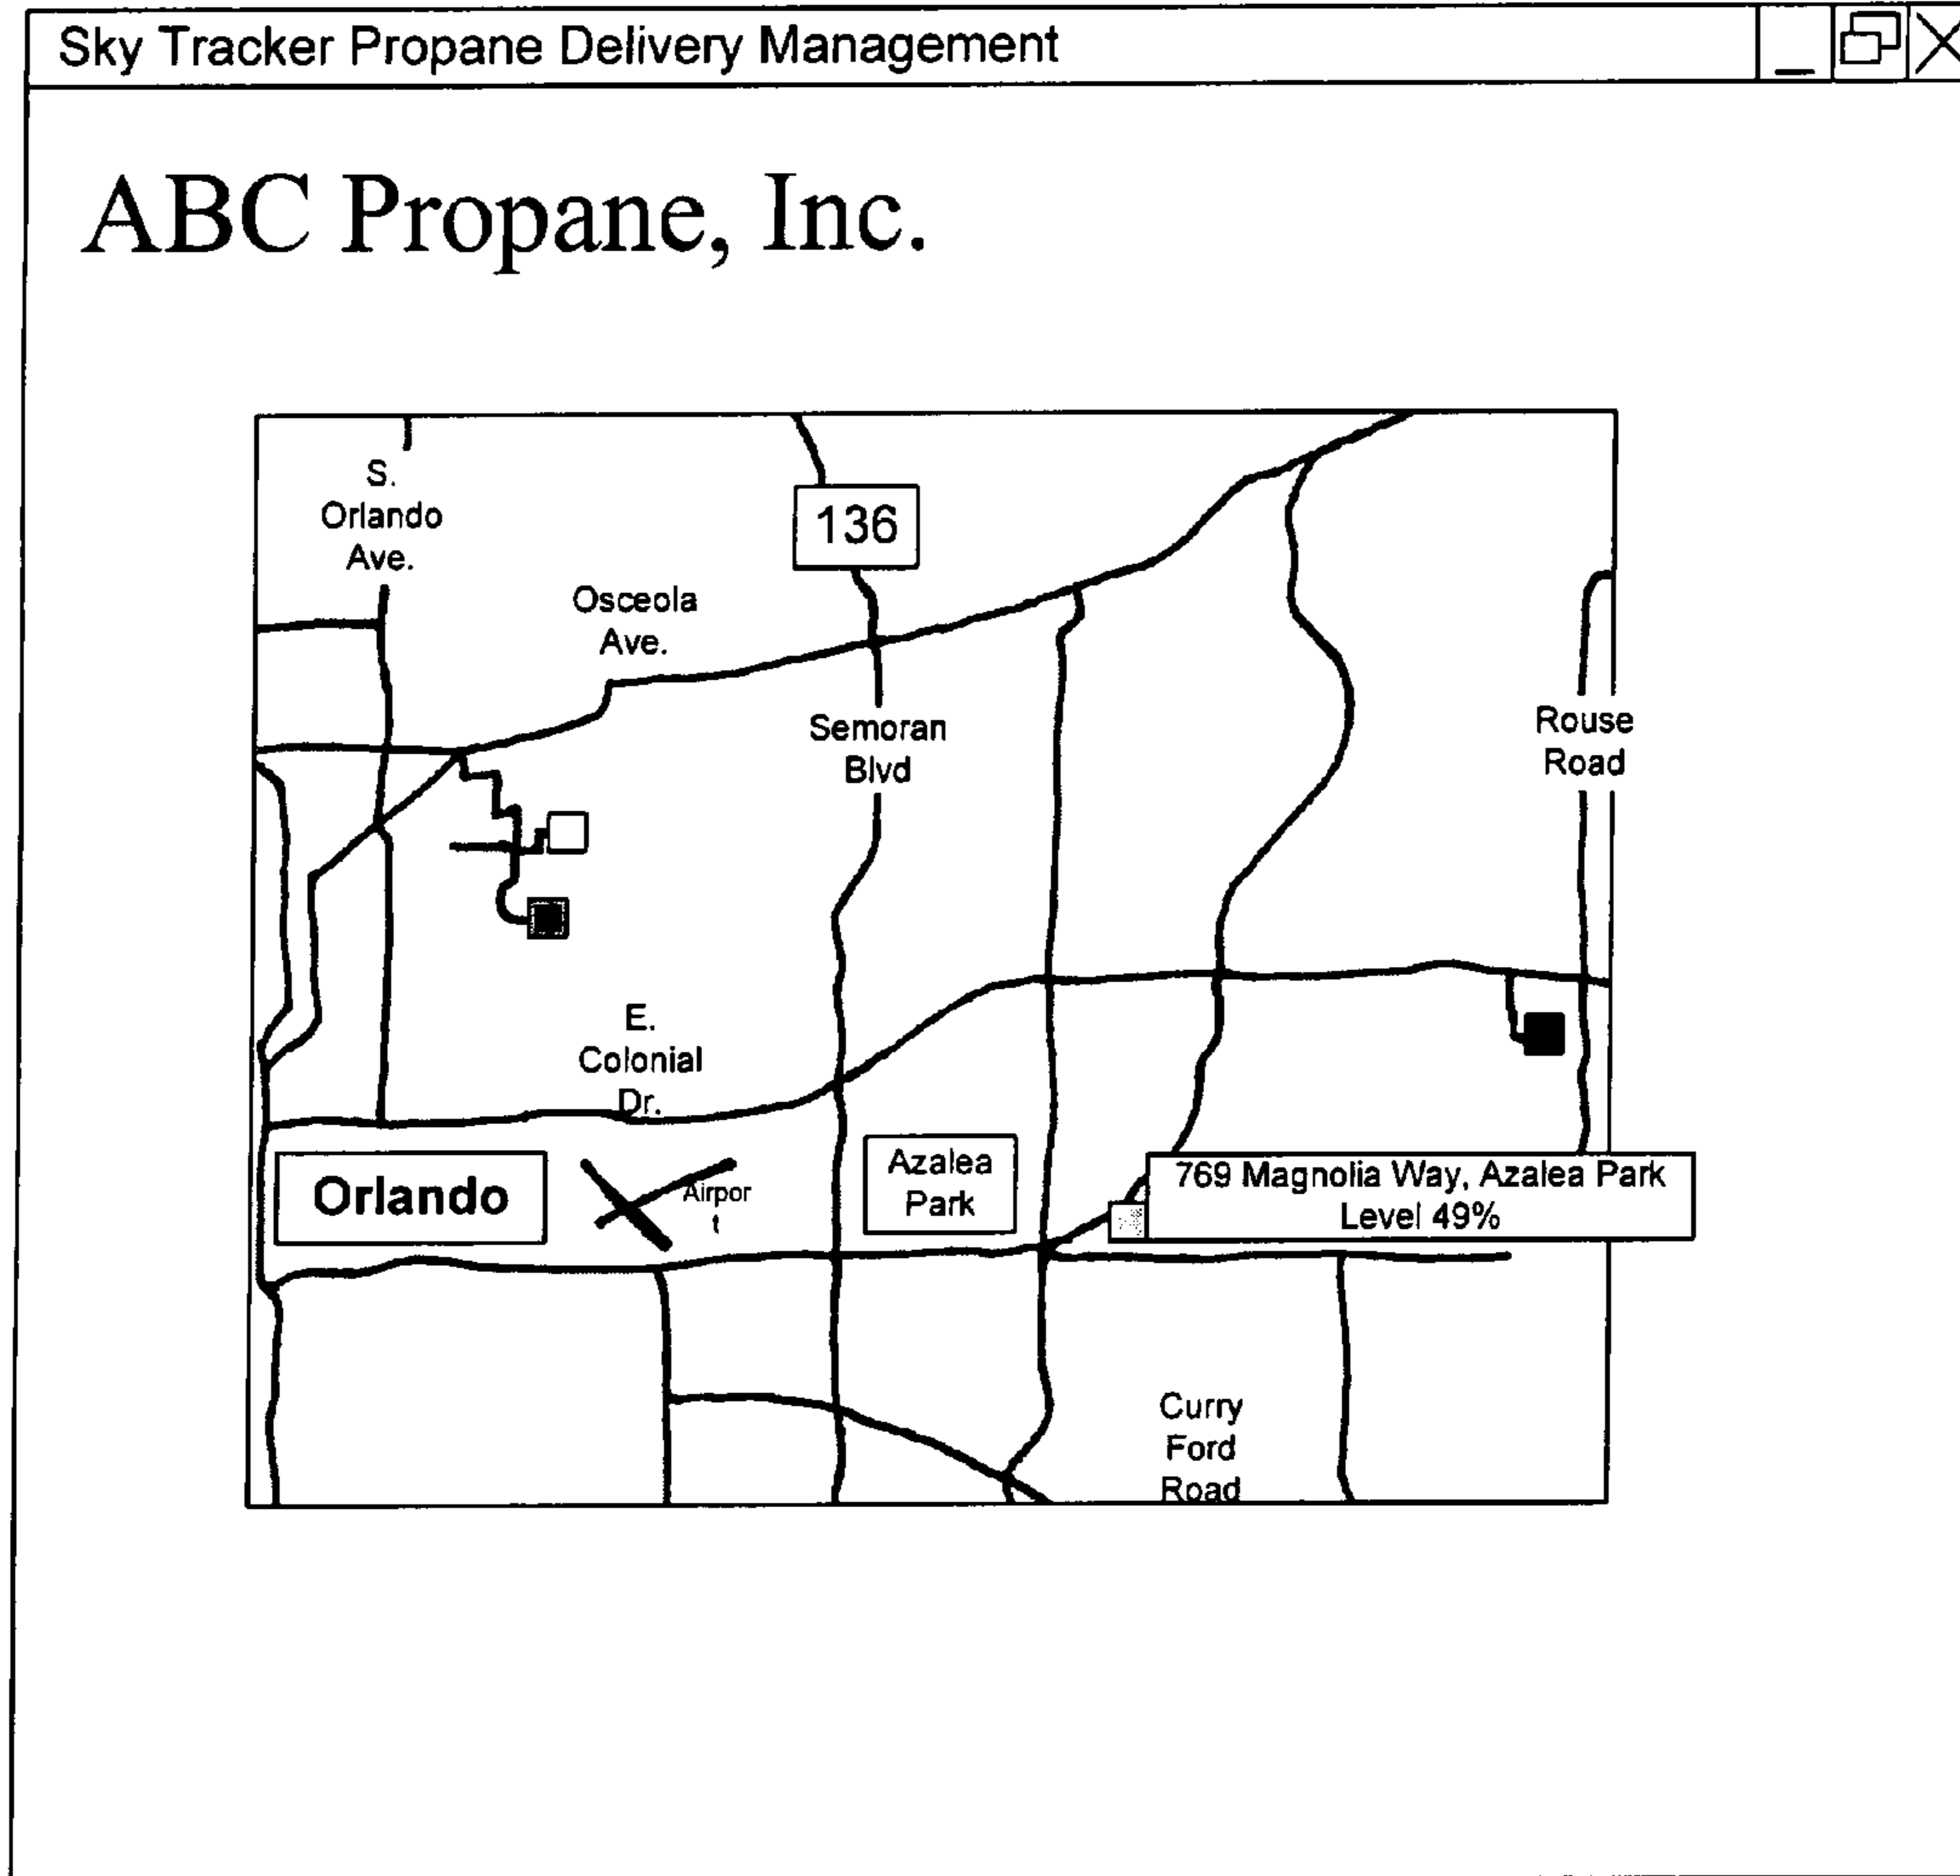 Sky Tracker Propane Delivery Management
ABC Propane, Inc.
S.
Orlando
Ave.
136
Osceola
Ave.
Semoran
Blvd
Rouse
Road
E.
Colonial
Dr.
Orlando
Airpor
t
Azalea
Park
769 Magnolia Way, Azalea Park
Level 49%
Curry
Ford
Road